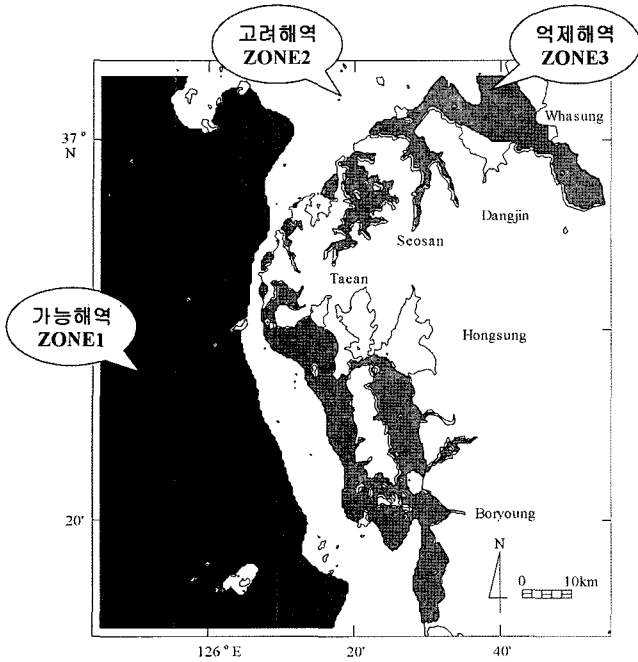 고려해역
ZONE2
억제해역
ZONE3
37°
N
Whasung
Dangjin
Seosan
Taean
가능해역
ZONE1
Hongsung
20'
Boryoung
N
0 10km
126° E
20'
40'